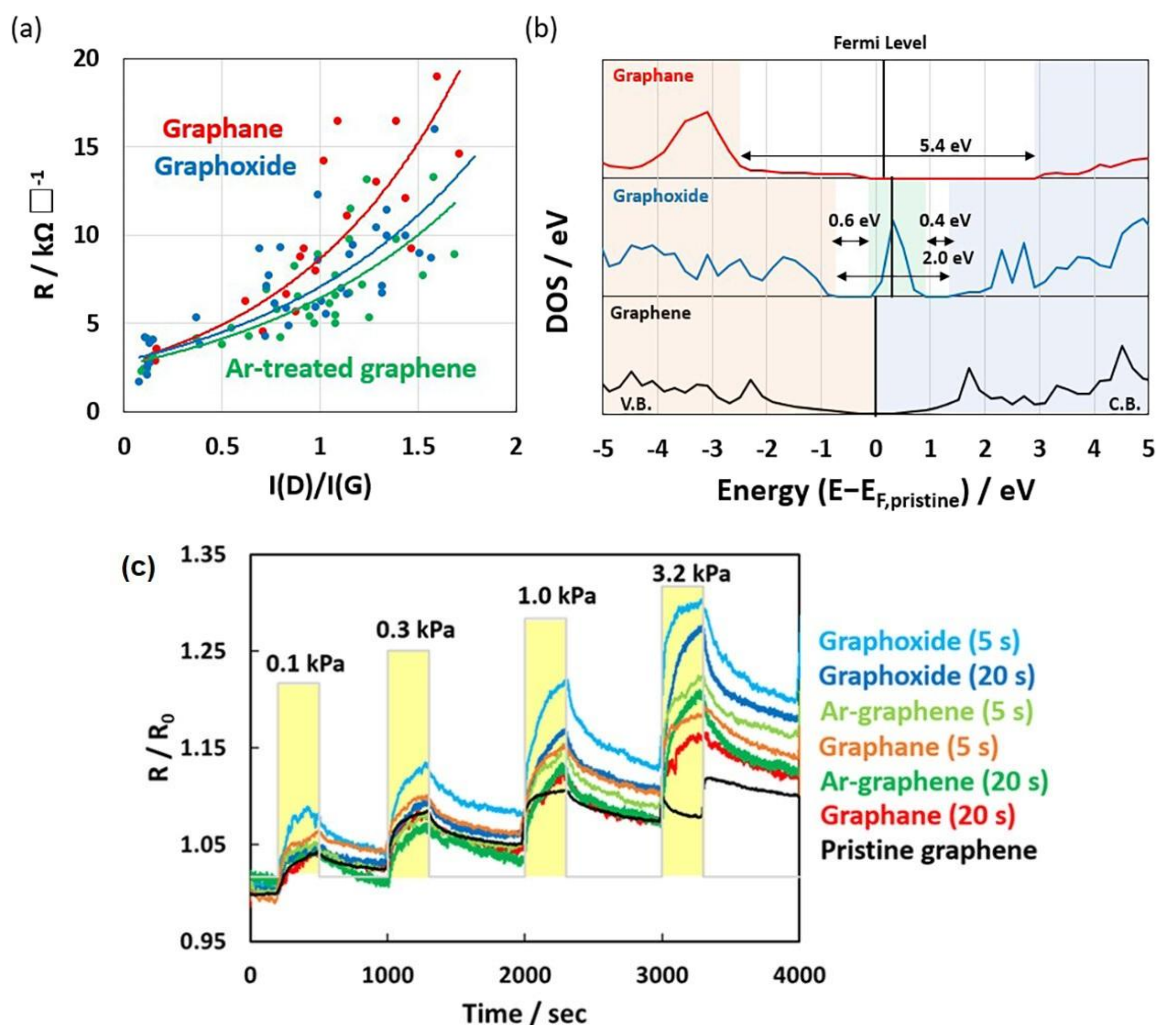 (a)
20
15
10
5
0
0 0.5 1 1.5 2
R / kΩ □⁻¹
I(D)/I(G)
Graphane
Graphoxide
Ar-treated graphene
(b)
Fermi Level
Graphane
5.4 eV
Graphoxide
0.6 eV
0.4 eV
2.0 eV
Graphene
V.B.
C.B.
DOS / eV
-5 -4 -3 -2 -1 0 1 2 3 4 5
Energy (E−EF,pristine) / eV
(c)
1.35
1.25
1.15
1.05
0.95
R / R0
0.1 kPa
0.3 kPa
1.0 kPa
3.2 kPa
0 1000 2000 3000 4000
Time / sec
Graphoxide (5 s)
Graphoxide (20 s)
Ar-graphene (5 s)
Graphane (5 s)
Ar-graphene (20 s)
Graphane (20 s)
Pristine graphene